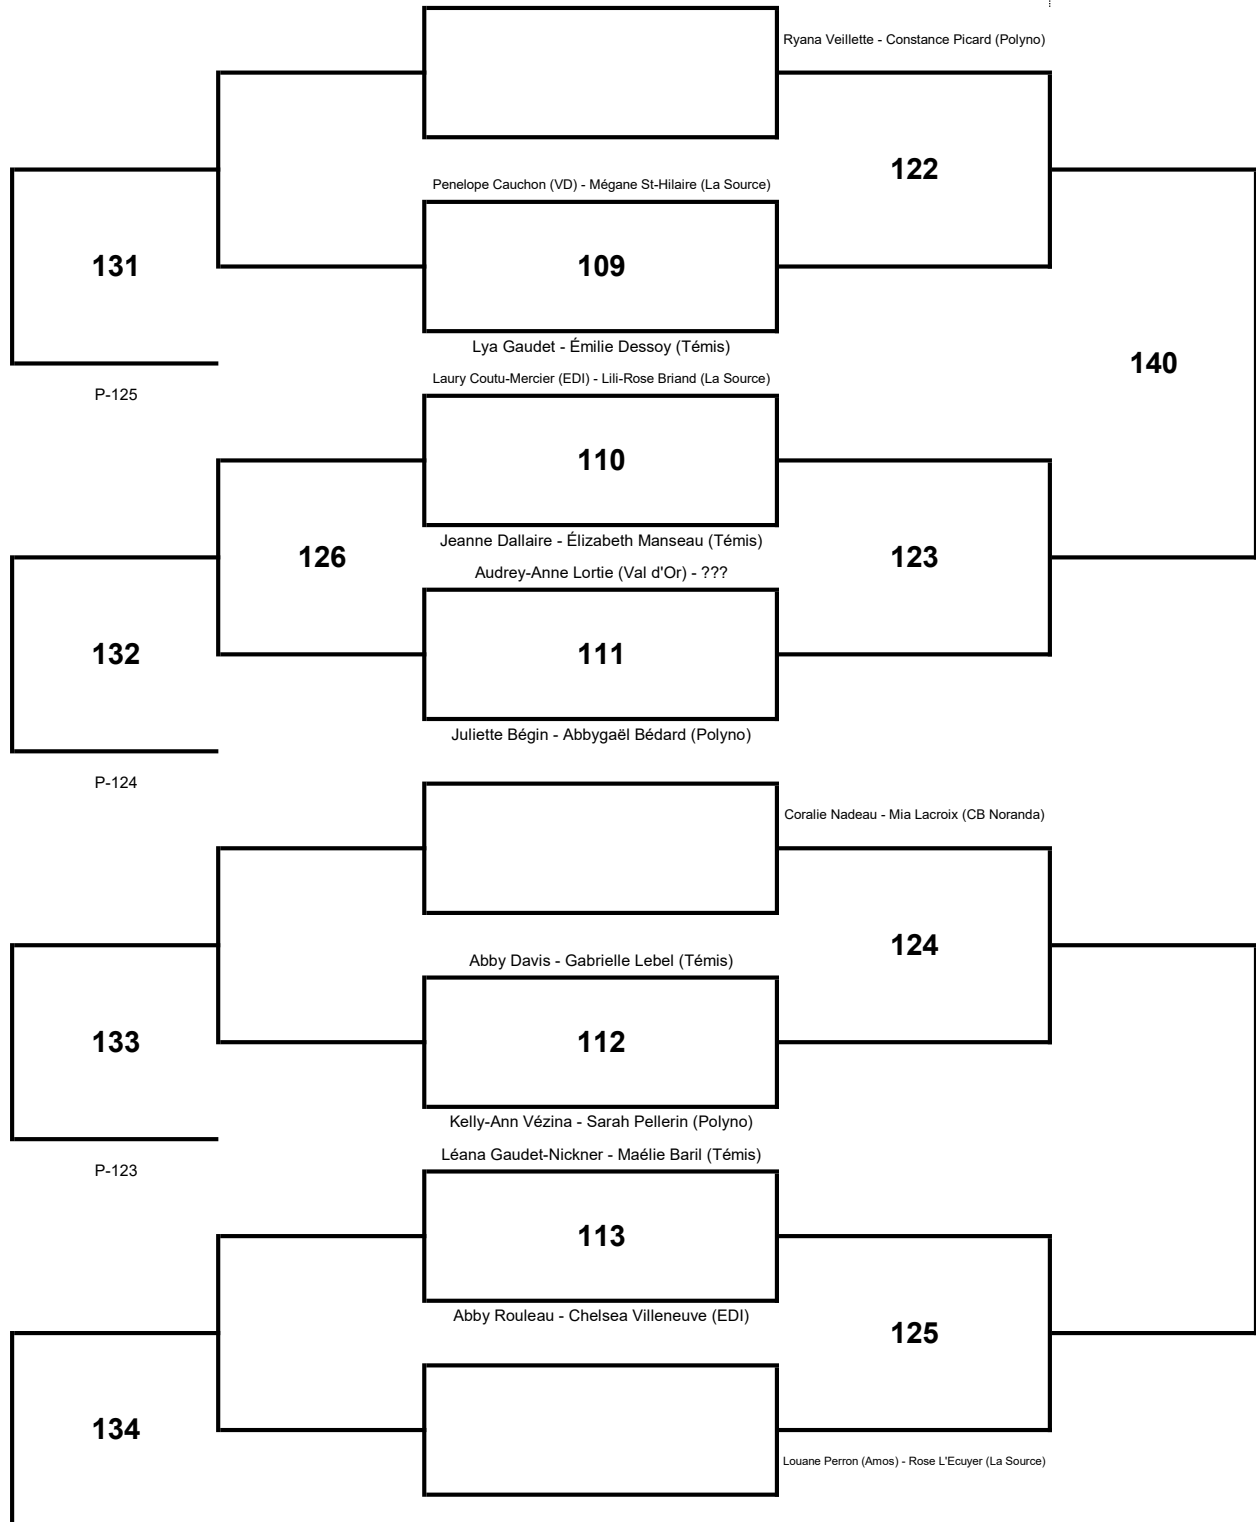 Ryana Veillette - Constance Picard (Polyno)
122
Penelope Cauchon (VD) - Mégane St-Hilaire (La Source)
131
109
Lya Gaudet - Émilie Dessoy (Témis)
140
P-125
Laury Coutu-Mercier (EDI) - Lili-Rose Briand (La Source)
110
Jeanne Dallaire - Élizabeth Manseau (Témis)
126
123
Audrey-Anne Lortie (Val d'Or) - ???
132
111
Juliette Bégin - Abbygaël Bédard (Polyno)
P-124
Coralie Nadeau - Mia Lacroix (CB Noranda)
124
Abby Davis - Gabrielle Lebel (Témis)
133
112
Kelly-Ann Vézina - Sarah Pellerin (Polyno)
Léana Gaudet-Nickner - Maélie Baril (Témis)
P-123
113
Abby Rouleau - Chelsea Villeneuve (EDI)
125
134
Louane Perron (Amos) - Rose L'Ecuyer (La Source)